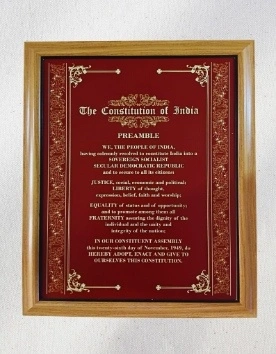 The Constitution of India
PREAMBLE
WE, THE PEOPLE OF INDIA,
having solemnly resolved to constitute India into a
SOVEREIGN SOCIALIST
SECULAR DEMOCRATIC REPUBLIC
and to secure to all its citizens
JUSTICE, social, economic and political;
LIBERTY of thought,
expression, belief, faith and worship;
EQUALITY of status and of opportunity;
and to promote among them all
FRATERNITY assuring the dignity of the
individual and the unity and
integrity of the nation;
IN OUR CONSTITUENT ASSEMBLY
this twenty-sixth day of November, 1949, do
HEREBY ADOPT, ENACT AND GIVE TO
OURSELVES THIS CONSTITUTION.